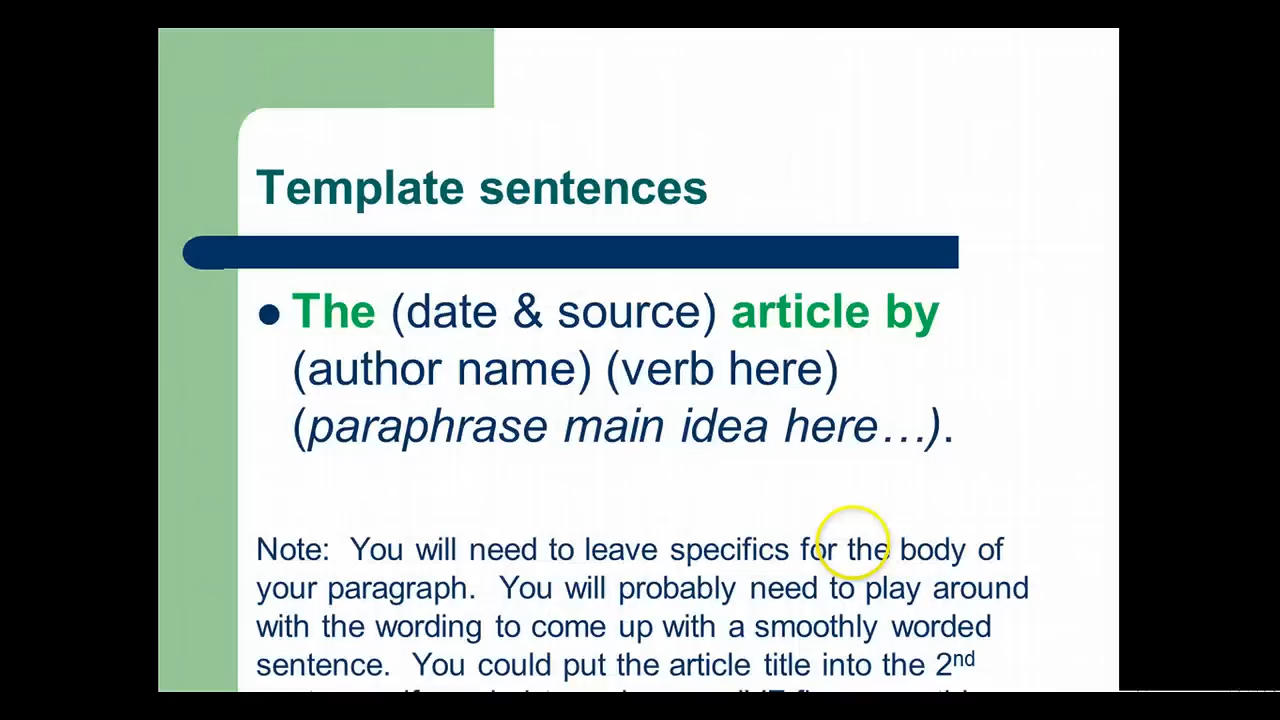 Template sentences
The (date & source) article by
(author name) (verb here)
(paraphrase main idea here…).
Note: You will need to leave specifics for the body of
your paragraph. You will probably need to play around
with the wording to come up with a smoothly worded
sentence. You could put the article title into the 2nd